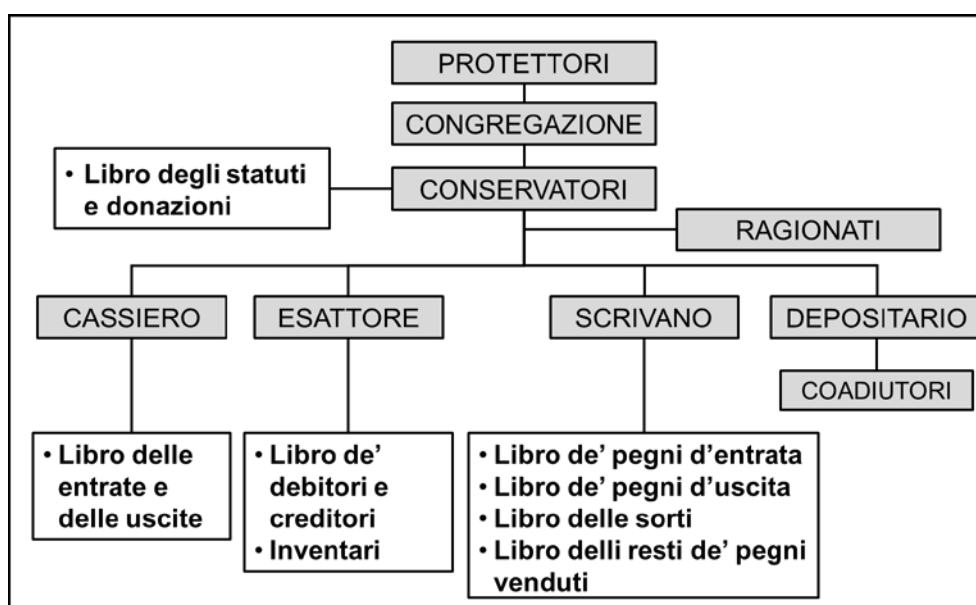 PROTETTORI
CONGREGAZIONE
• Libro degli statuti
e donazioni
CONSERVATORI
RAGIONATI
CASSIERO
ESATTORE
SCRIVANO
DEPOSITARIO
COADIUTORI
• Libro delle
entrate e
delle uscite
• Libro de’
debitori e
creditori
• Inventari
• Libro de’ pegni d’entrata
• Libro de’ pegni d’uscita
• Libro delle sorti
• Libro delli resti de’ pegni
venduti